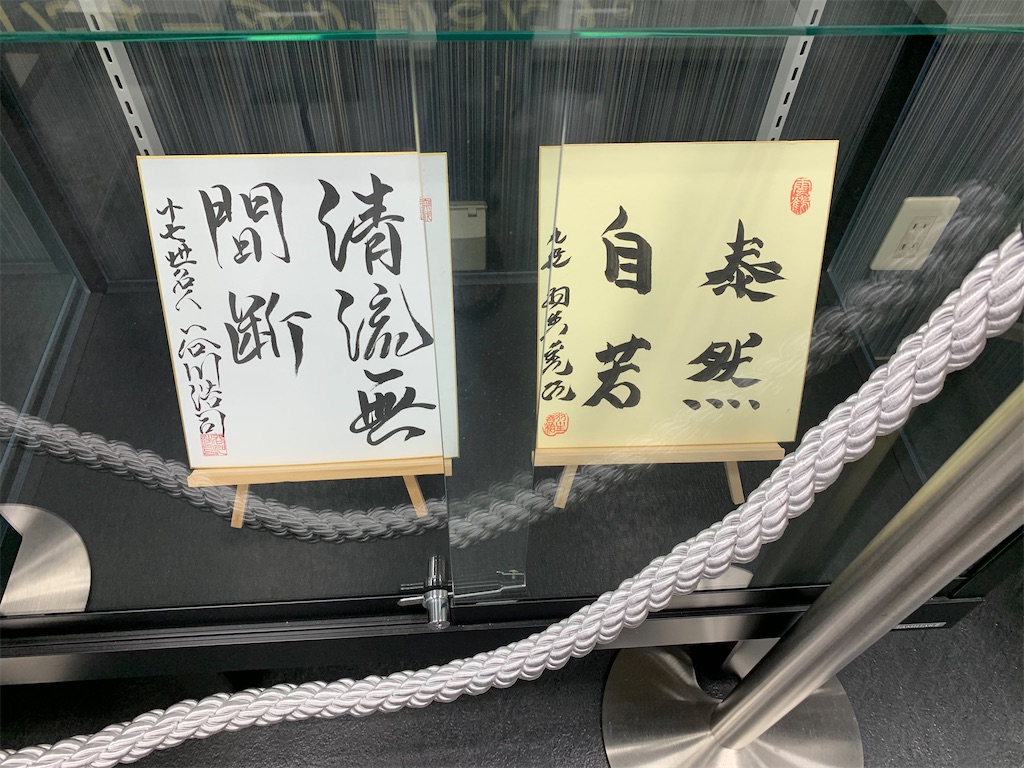 清流無
間断
十七世名人 谷川浩司
泰然
自若
九段 羽生善治